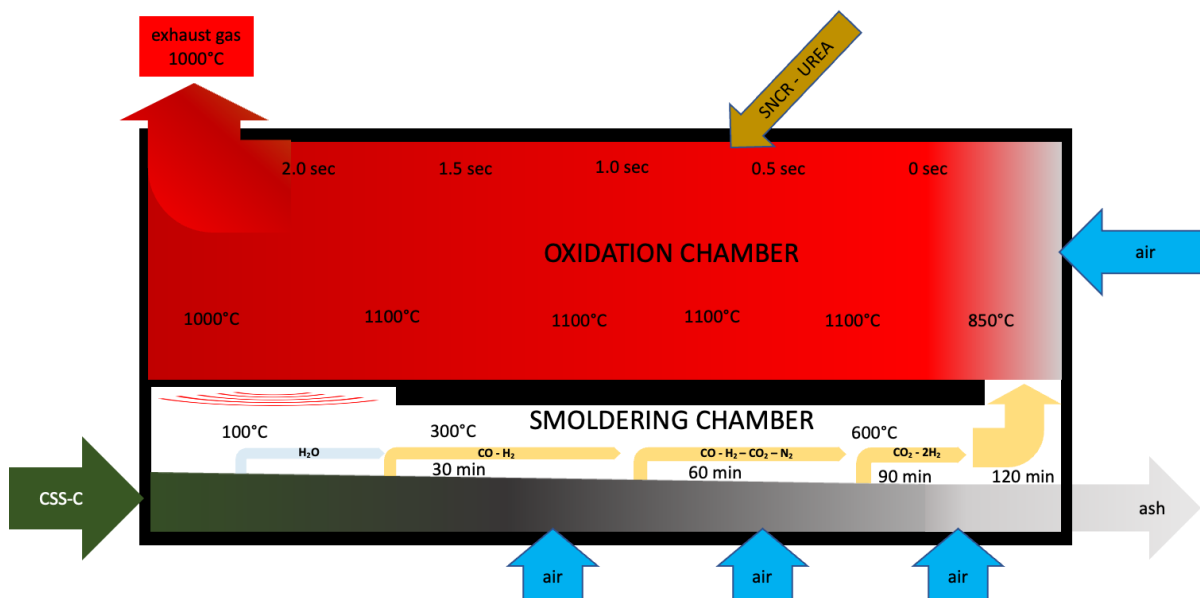 exhaust gas
1000°C
SNCR - UREA
2.0 sec
1.5 sec
1.0 sec
0.5 sec
0 sec
OXIDATION CHAMBER
air
1000°C
1100°C
1100°C
1100°C
1100°C
850°C
SMOLDERING CHAMBER
100°C
300°C
600°C
H₂O
CO - H₂
CO - H₂ – CO₂ – N₂
CO₂ - 2H₂
30 min
60 min
90 min
120 min
CSS-C
ash
air
air
air